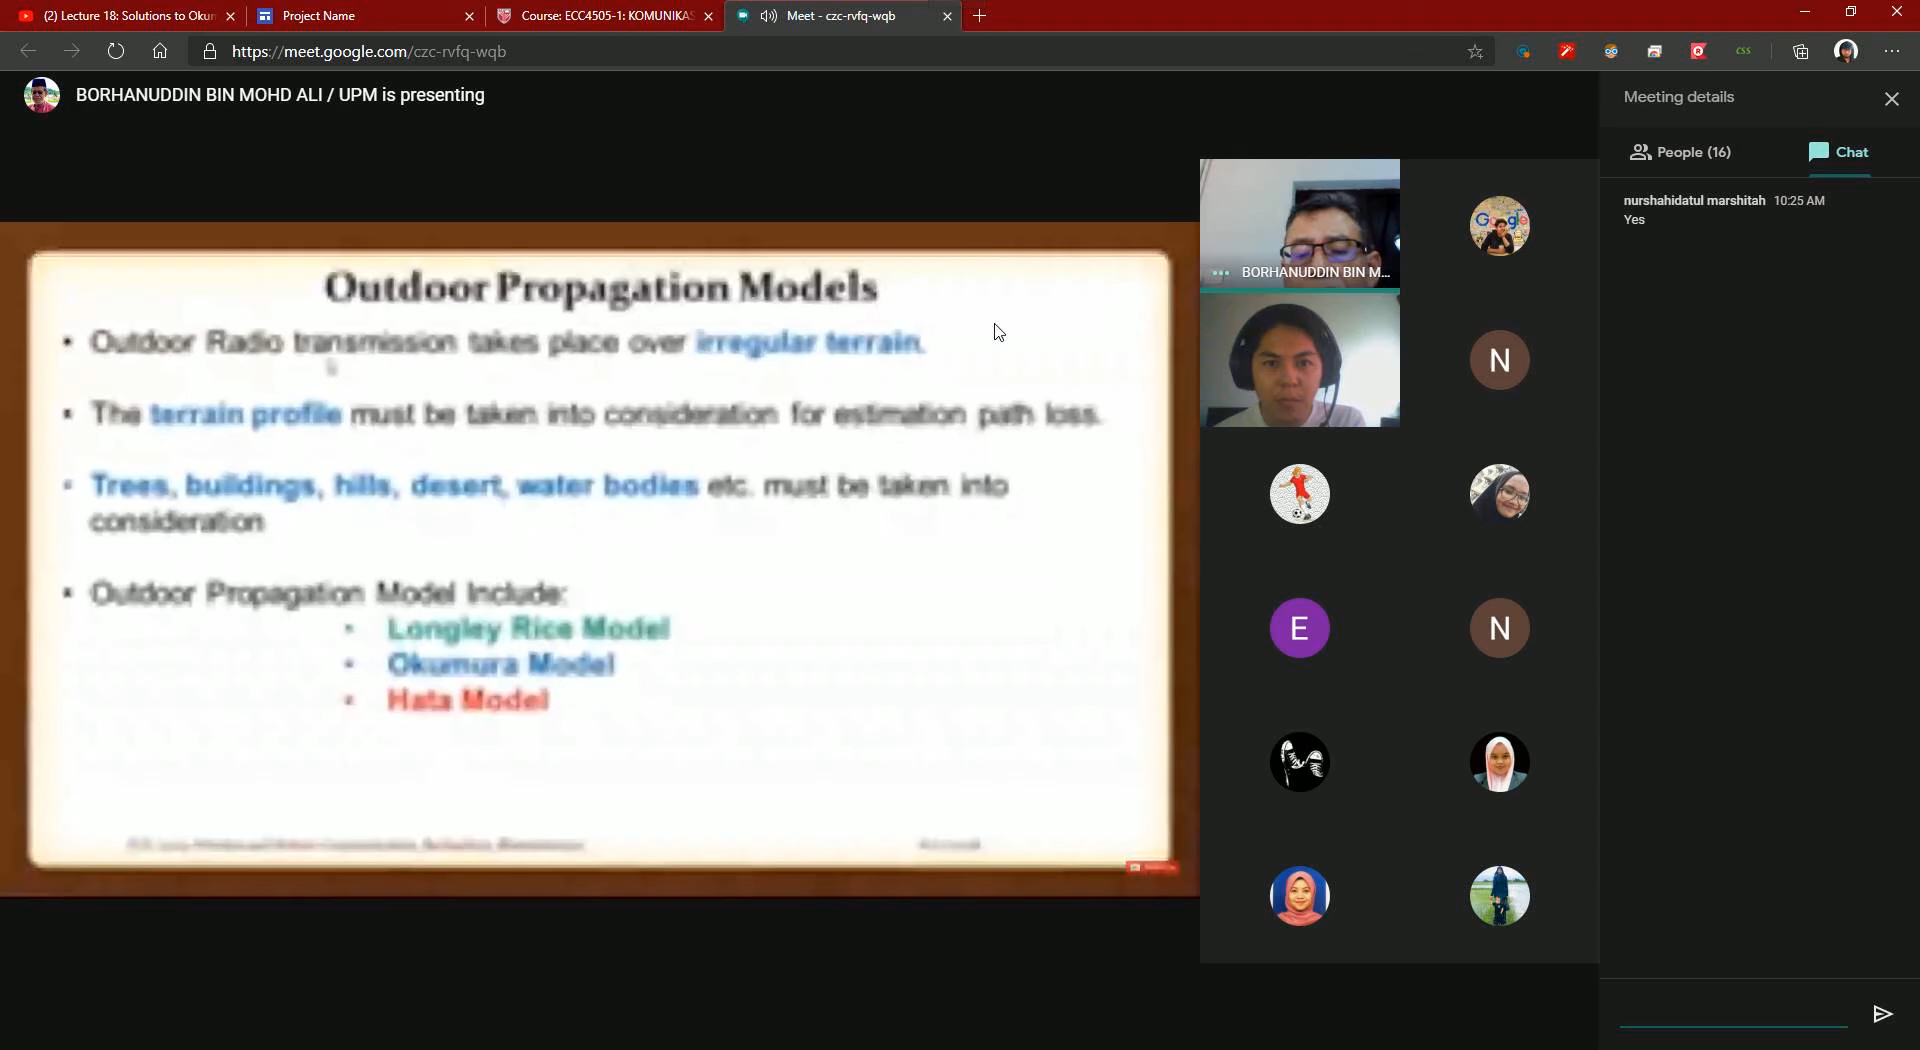 (2) Lecture 18: Solutions to Okum
Project Name
Course: ECC4505-1: KOMUNIKAS
Meet - czc-rvfq-wqb
https://meet.google.com/czc-rvfq-wqb
CSS
BORHANUDDIN BIN MOHD ALI / UPM is presenting
Meeting details
People (16)
Chat
nurshahidatul marshitah 10:25 AM
Yes
Outdoor Propagation Models
• Outdoor Radio transmission takes place over irregular terrain.
• The terrain profile must be taken into consideration for estimation path loss.
• Trees, buildings, hills, desert, water bodies etc. must be taken into
consideration
• Outdoor Propagation Model Include:
• Longley Rice Model
• Okumura Model
• Hata Model
BORHANUDDIN BIN M...
Google
N
E
N